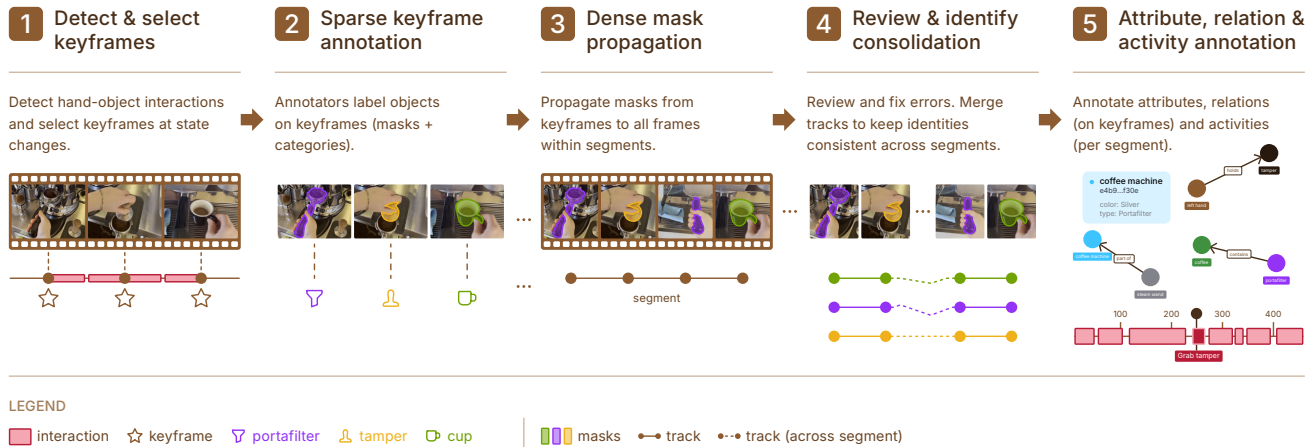 1 Detect & select
keyframes
Detect hand-object interactions
and select keyframes at state
changes.
2 Sparse keyframe
annotation
Annotators label objects
on keyframes (masks +
categories).
...
...
3 Dense mask
propagation
Propagate masks from
keyframes to all frames
within segments.
segment
...
4 Review & identify
consolidation
Review and fix errors. Merge
tracks to keep identities
consistent across segments.
...
5 Attribute, relation &
activity annotation
Annotate attributes, relations
(on keyframes) and activities
(per segment).
coffee machine
e4b9...f30e
color: Silver
type: Portafilter
holds
tamper
left hand
coffee machine
part of
steam wand
coffee
contains
portafilter
100 200 300 400
Grab tamper
LEGEND
interaction keyframe portafilter tamper cup masks track track (across segment)